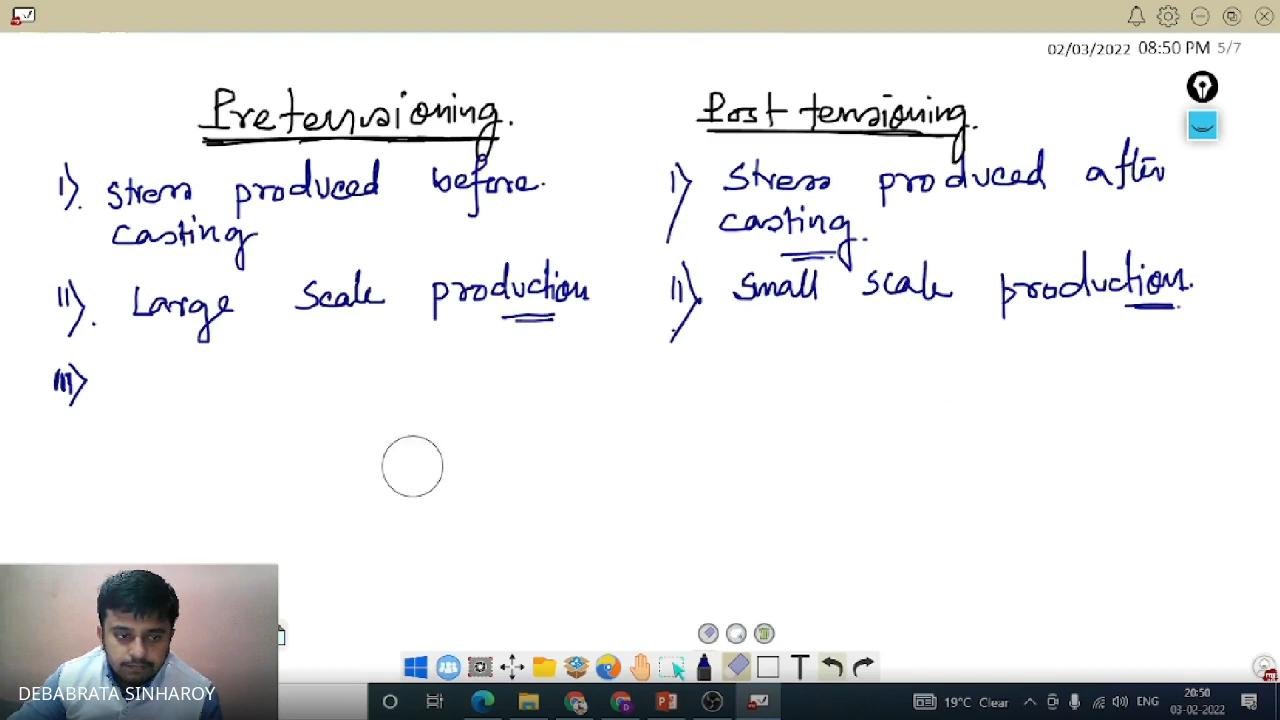 02/03/2022 08:50 PM 5/7
Pretensioning.
Post tensioning.
I). Stress produced before.
casting
I) Stress produced after
casting.
II). Large scale production
II). Small scale production.
III)
DEBABRATA SINHAROY
T
19°C Clear
ENG
20:50
03-02-2022